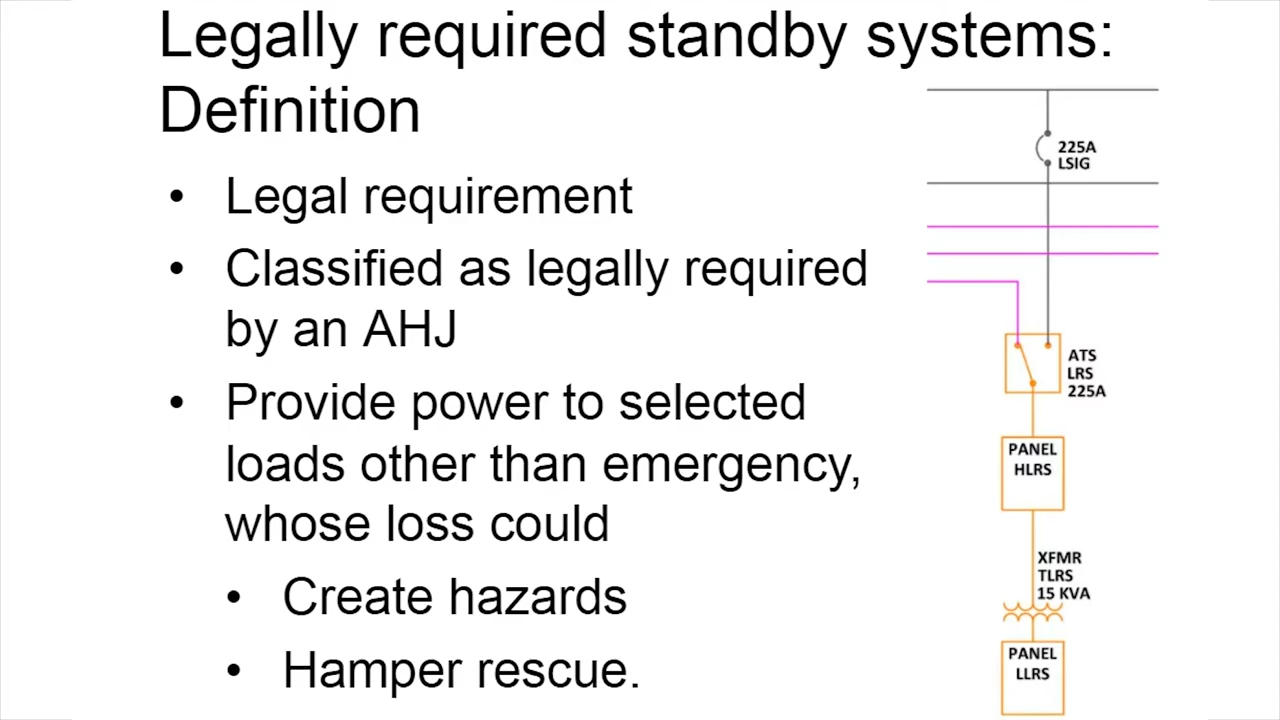 Legally required standby systems:
Definition
• Legal requirement
• Classified as legally required
by an AHJ
• Provide power to selected
loads other than emergency,
whose loss could
• Create hazards
• Hamper rescue.
225A
LSIG
ATS
LRS
225A
PANEL
HLRS
XFMR
TLRS
15 KVA
PANEL
LLRS